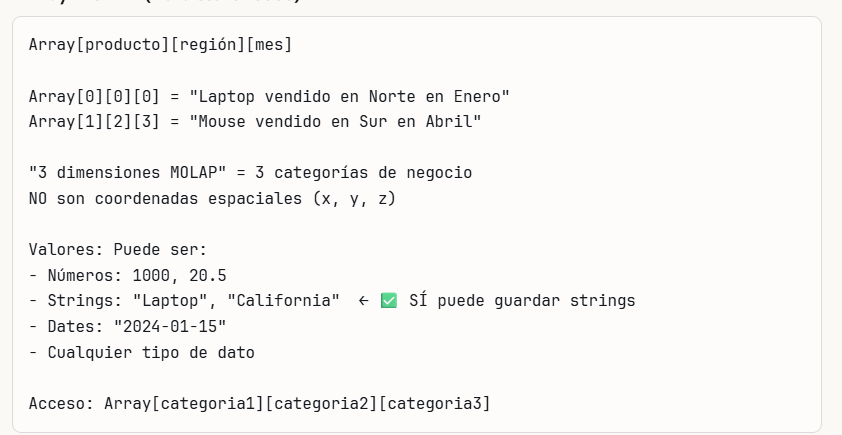 Array[producto][región][mes]
Array[0][0][0] = "Laptop vendido en Norte en Enero"
Array[1][2][3] = "Mouse vendido en Sur en Abril"
"3 dimensiones MOLAP" = 3 categorías de negocio
NO son coordenadas espaciales (x, y, z)
Valores: Puede ser:
- Números: 1000, 20.5
- Strings: "Laptop", "California"  ← ✅ SÍ puede guardar strings
- Dates: "2024-01-15"
- Cualquier tipo de dato
Acceso: Array[categoria1][categoria2][categoria3]